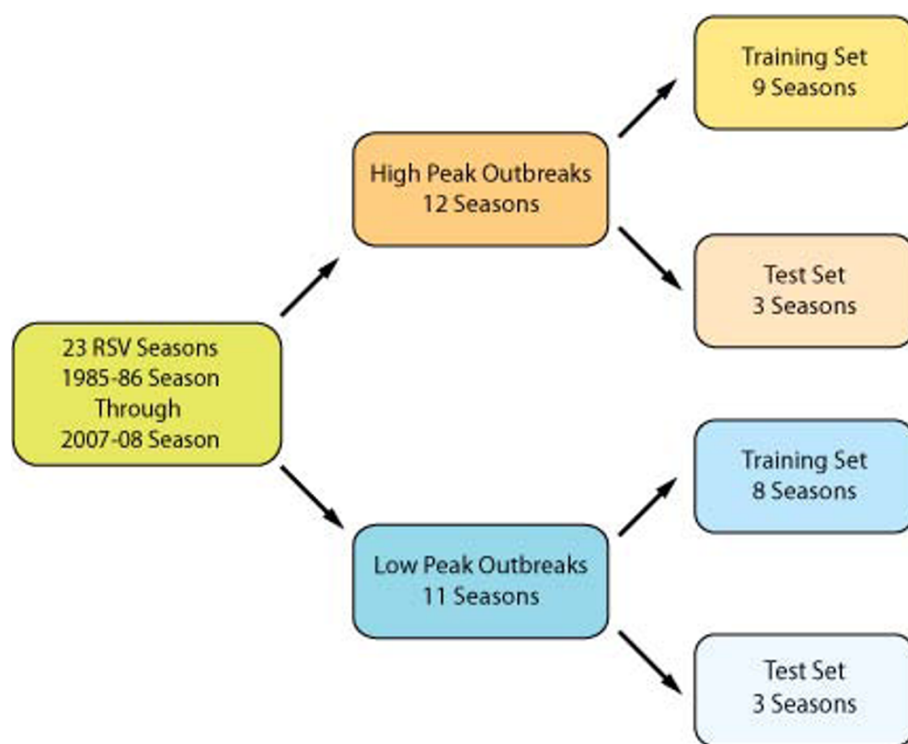 23 RSV Seasons
1985-86 Season
Through
2007-08 Season
High Peak Outbreaks
12 Seasons
Training Set
9 Seasons
Test Set
3 Seasons
Low Peak Outbreaks
11 Seasons
Training Set
8 Seasons
Test Set
3 Seasons